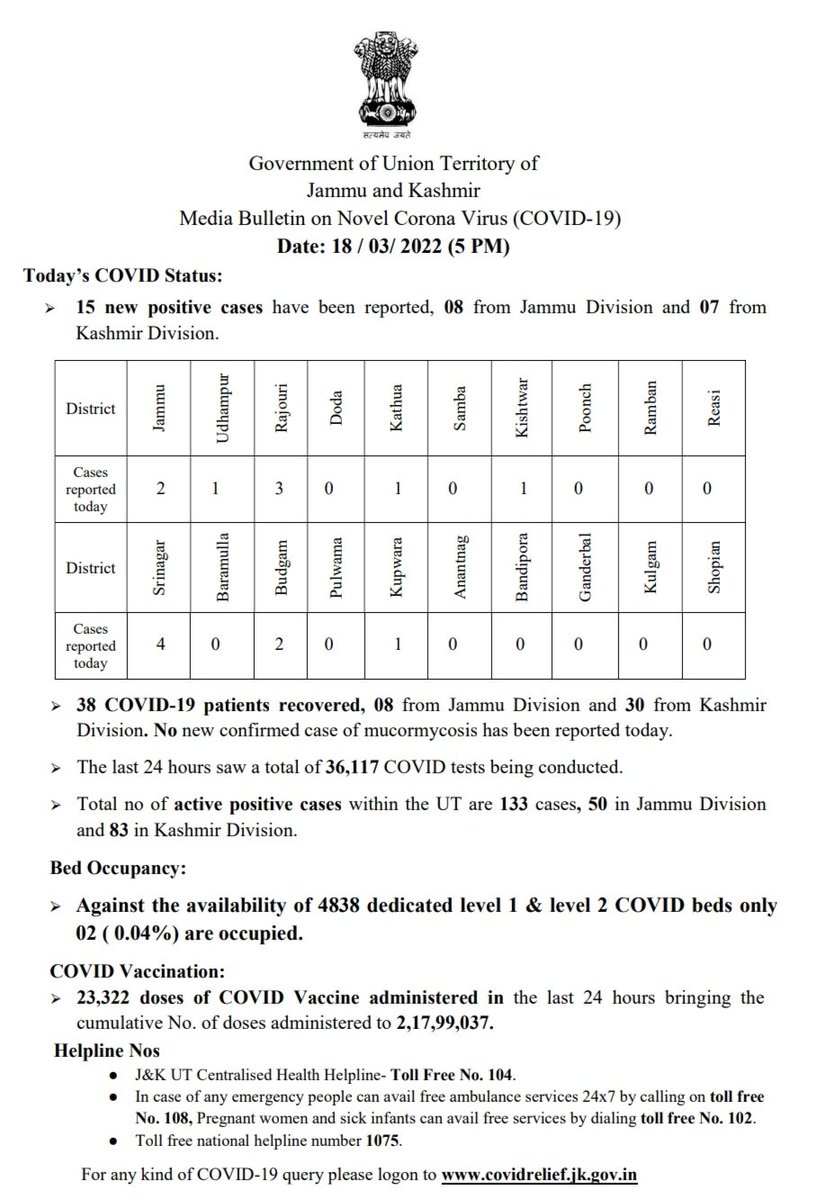 सत्यमेव जयते
Government of Union Territory of
Jammu and Kashmir
Media Bulletin on Novel Corona Virus (COVID-19)
Date: 18 / 03/ 2022 (5 PM)
Today's COVID Status:
➢ 15 new positive cases have been reported, 08 from Jammu Division and 07 from
Kashmir Division.
District Jammu Udhampur Rajouri Doda Kathua Samba Kishtwar Poonch Ramban Reasi
Cases
reported
today 2 1 3 0 1 0 1 0 0 0
District Srinagar Baramulla Budgam Pulwama Kupwara Anantnag Bandipora Ganderbal Kulgam Shopian
Cases
reported
today 4 0 2 0 1 0 0 0 0 0
➢ 38 COVID-19 patients recovered, 08 from Jammu Division and 30 from Kashmir
Division. No new confirmed case of mucormycosis has been reported today.
➢ The last 24 hours saw a total of 36,117 COVID tests being conducted.
➢ Total no of active positive cases within the UT are 133 cases, 50 in Jammu Division
and 83 in Kashmir Division.
Bed Occupancy:
➢ Against the availability of 4838 dedicated level 1 & level 2 COVID beds only
02 ( 0.04%) are occupied.
COVID Vaccination:
➢ 23,322 doses of COVID Vaccine administered in the last 24 hours bringing the
cumulative No. of doses administered to 2,17,99,037.
Helpline Nos
● J&K UT Centralised Health Helpline- Toll Free No. 104.
● In case of any emergency people can avail free ambulance services 24x7 by calling on toll free
No. 108, Pregnant women and sick infants can avail free services by dialing toll free No. 102.
● Toll free national helpline number 1075.
For any kind of COVID-19 query please logon to www.covidrelief.jk.gov.in